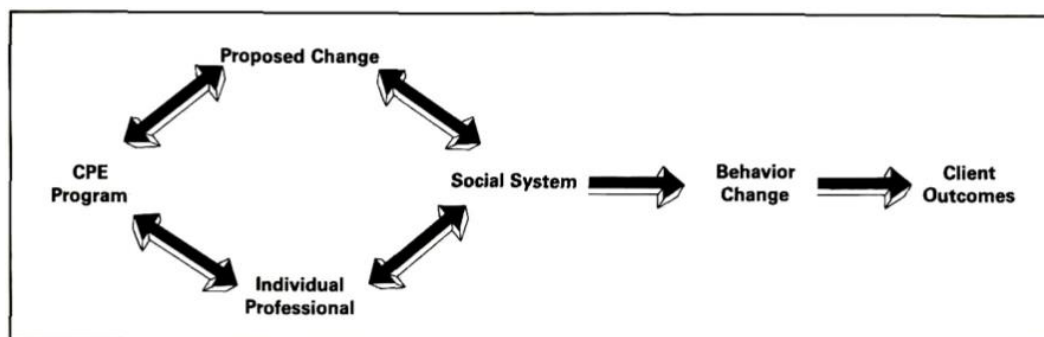 Proposed Change
CPE
Program
Social System
Behavior
Change
Client
Outcomes
Individual
Professional